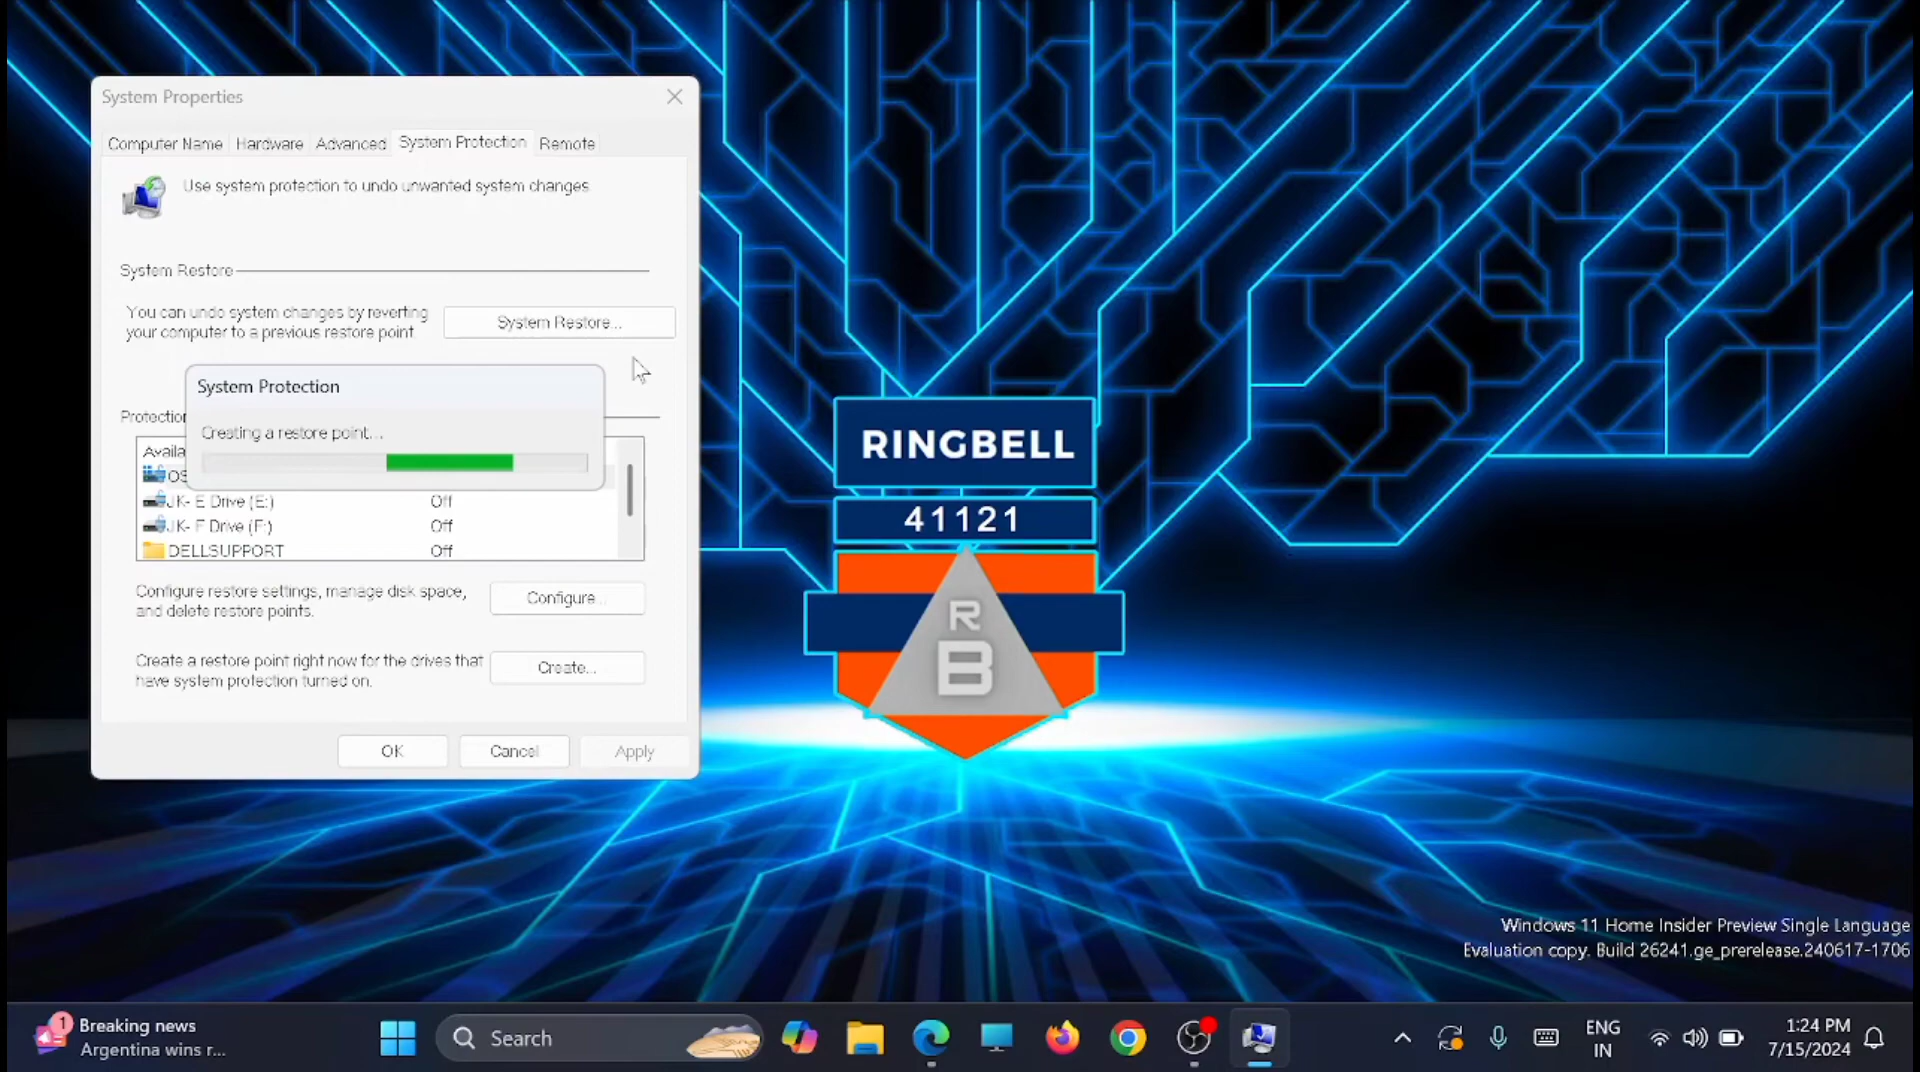 System Properties
Computer Name
Hardware
Advanced
System Protection
Remote
Use system protection to undo unwanted system changes.
System Restore
You can undo system changes by reverting
your computer to a previous restore point.
System Restore...
System Protection
Creating a restore point...
Protection
Availa
OS
JK- E Drive (E:) Off
JK- F Drive (F:) Off
DELLSUPPORT Off
Configure restore settings, manage disk space,
and delete restore points.
Configure...
Create a restore point right now for the drives that
have system protection turned on.
Create...
OK
Cancel
Apply
RINGBELL
41121
R
B
Windows 11 Home Insider Preview Single Language
Evaluation copy. Build 26241.ge_prerelease.240617-1706
1
Breaking news
Argentina wins r...
Search
ENG
IN
1:24 PM
7/15/2024